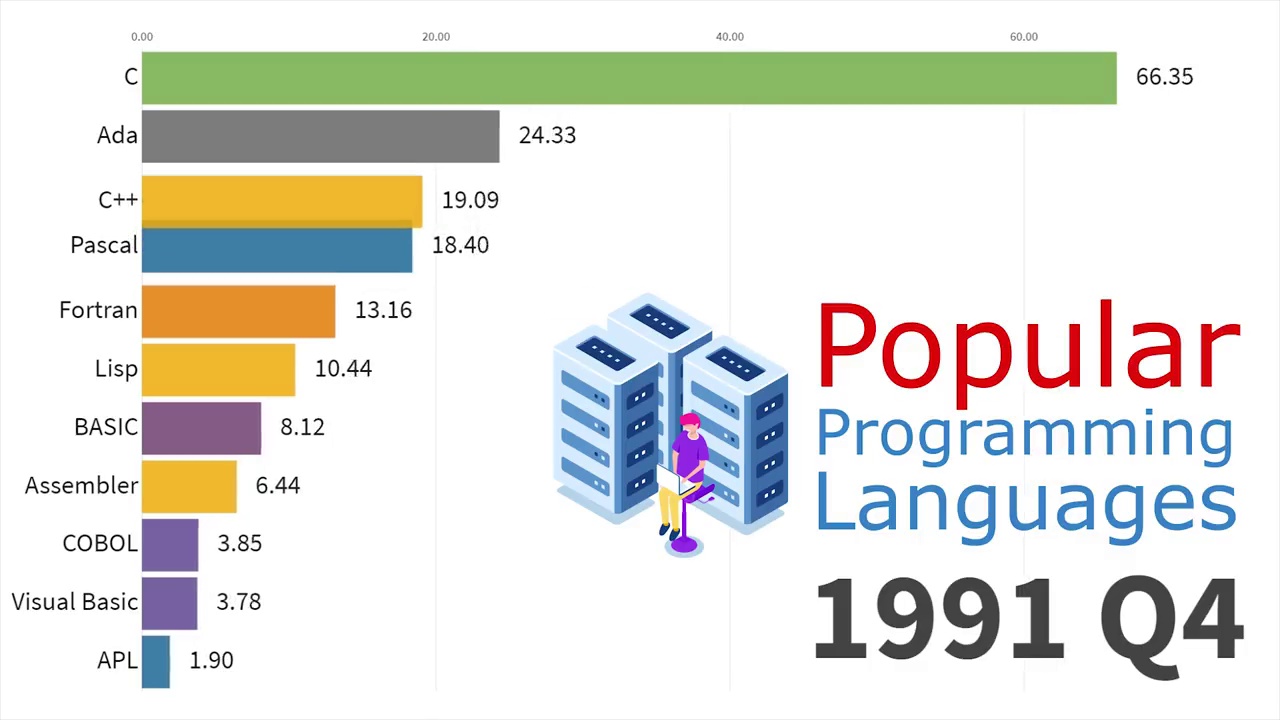 0.00 20.00 40.00 60.00
C 66.35
Ada 24.33
C++ 19.09
Pascal 18.40
Fortran 13.16
Lisp 10.44
BASIC 8.12
Assembler 6.44
COBOL 3.85
Visual Basic 3.78
APL 1.90
Popular
Programming
Languages
1991 Q4